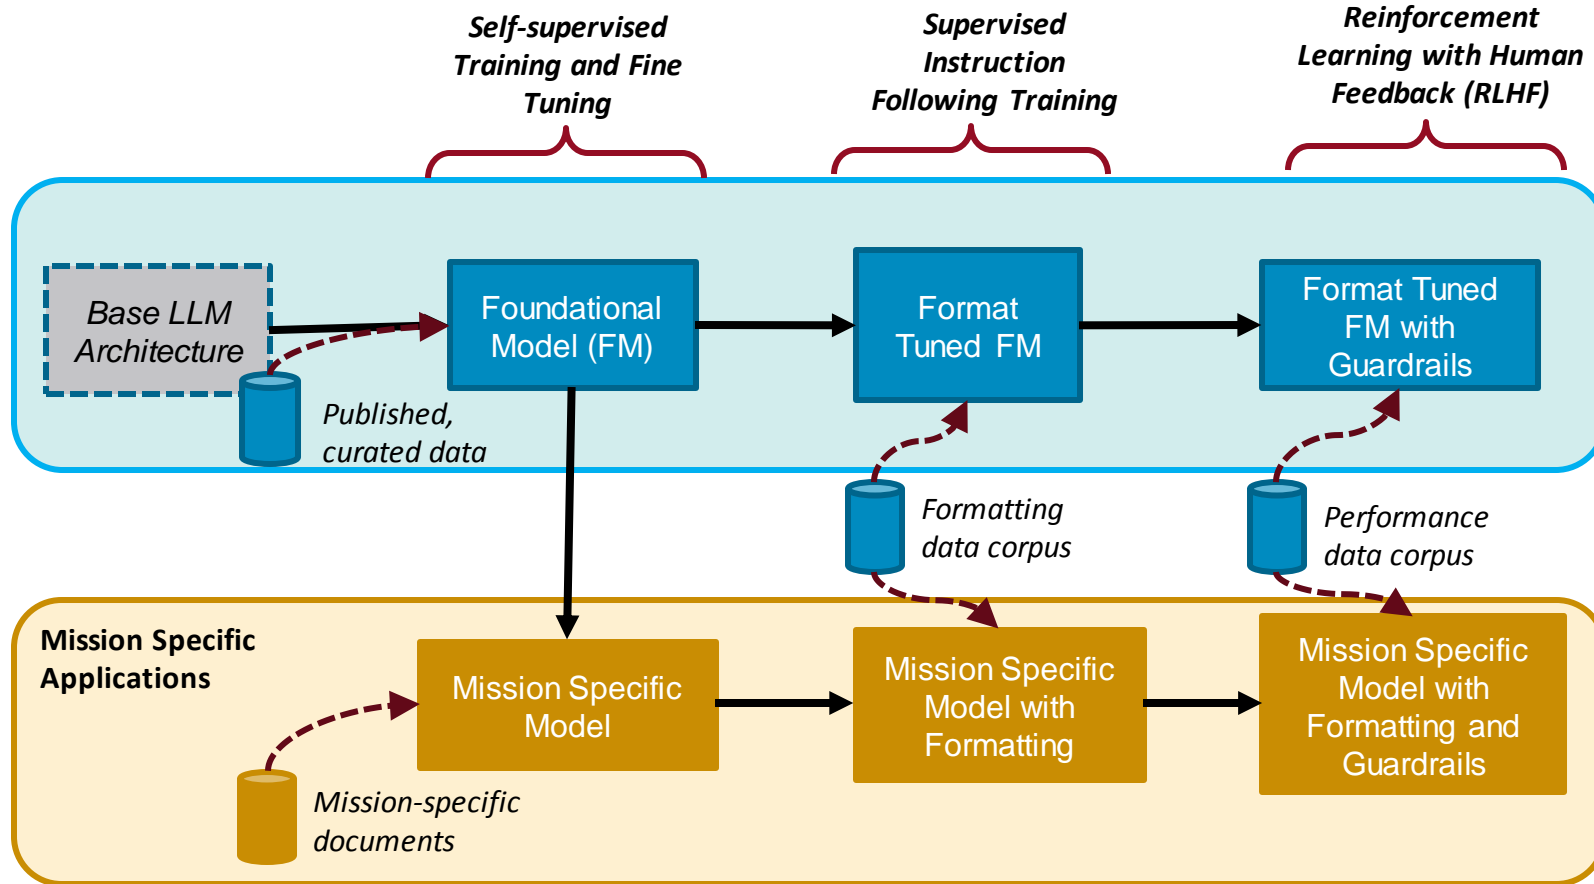 Self-supervised
Training and Fine
Tuning
Supervised
Instruction
Following Training
Reinforcement
Learning with Human
Feedback (RLHF)
Base LLM
Architecture
Foundational
Model (FM)
Format
Tuned FM
Format Tuned
FM with
Guardrails
Published,
curated data
Formatting
data corpus
Performance
data corpus
Mission Specific
Applications
Mission Specific
Model
Mission Specific
Model with
Formatting
Mission Specific
Model with
Formatting and
Guardrails
Mission-specific
documents